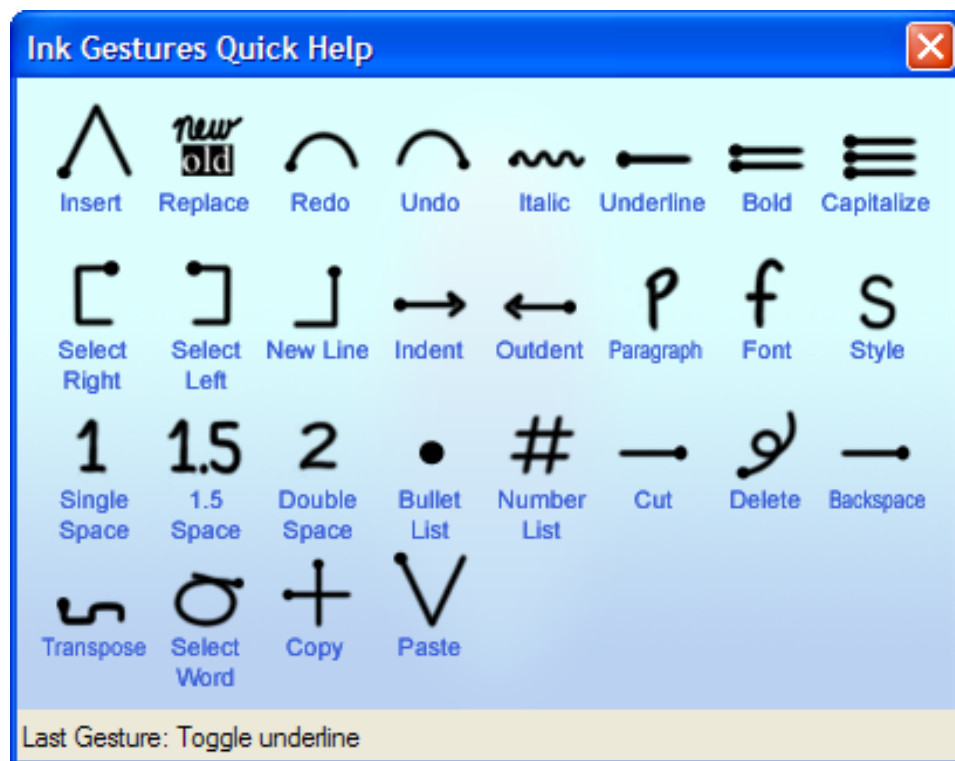 Ink Gestures Quick Help
new
old
Insert Replace Redo Undo Italic Underline Bold Capitalize
p f s
Select Select New Line Indent Outdent Paragraph Font Style
Right Left
1 1.5 2 • #
Single 1.5 Double Bullet Number Cut Delete Backspace
Space Space Space List List
Transpose Select Copy Paste
Word
Last Gesture: Toggle underline